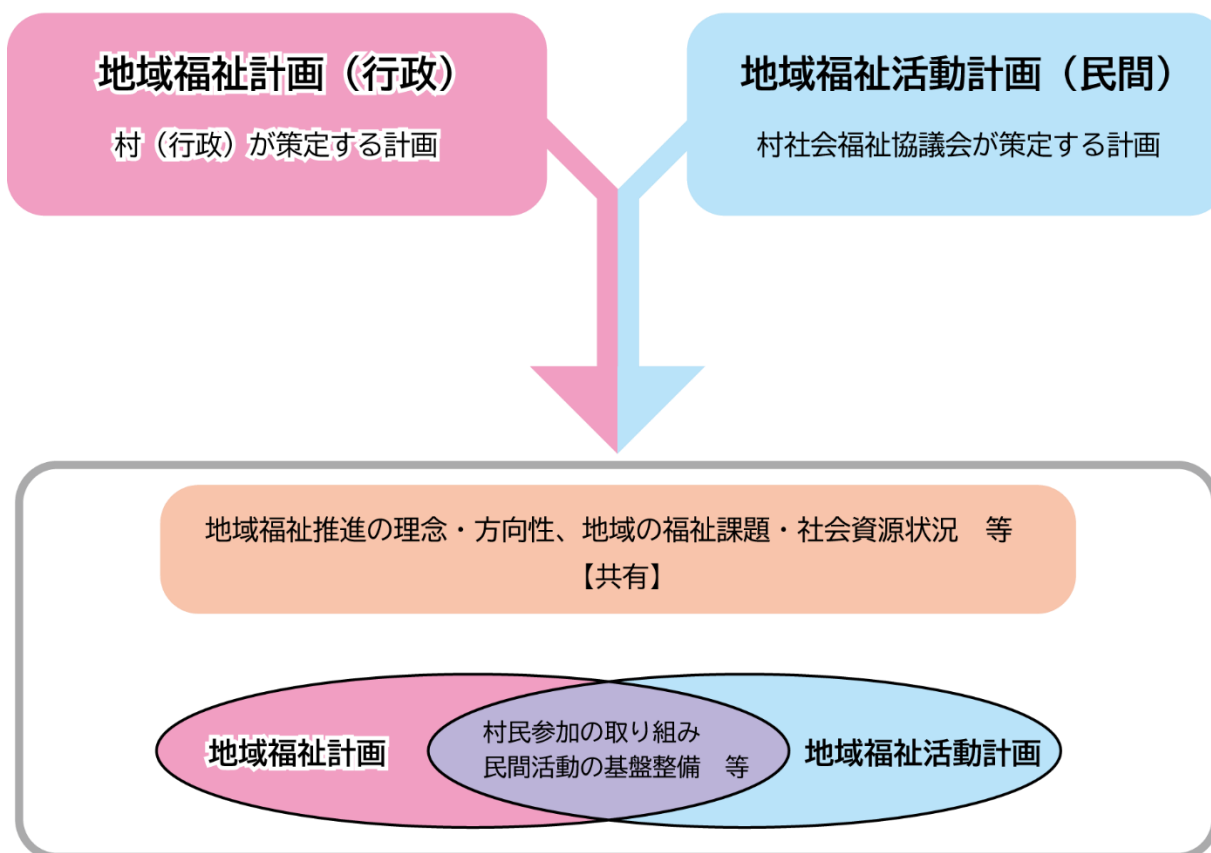 地域福祉計画（行政）
村（行政）が策定する計画
地域福祉活動計画（民間）
村社会福祉協議会が策定する計画
地域福祉推進の理念・方向性、地域の福祉課題・社会資源状況　等
【共有】
地域福祉計画
村民参加の取り組み
民間活動の基盤整備　等
地域福祉活動計画